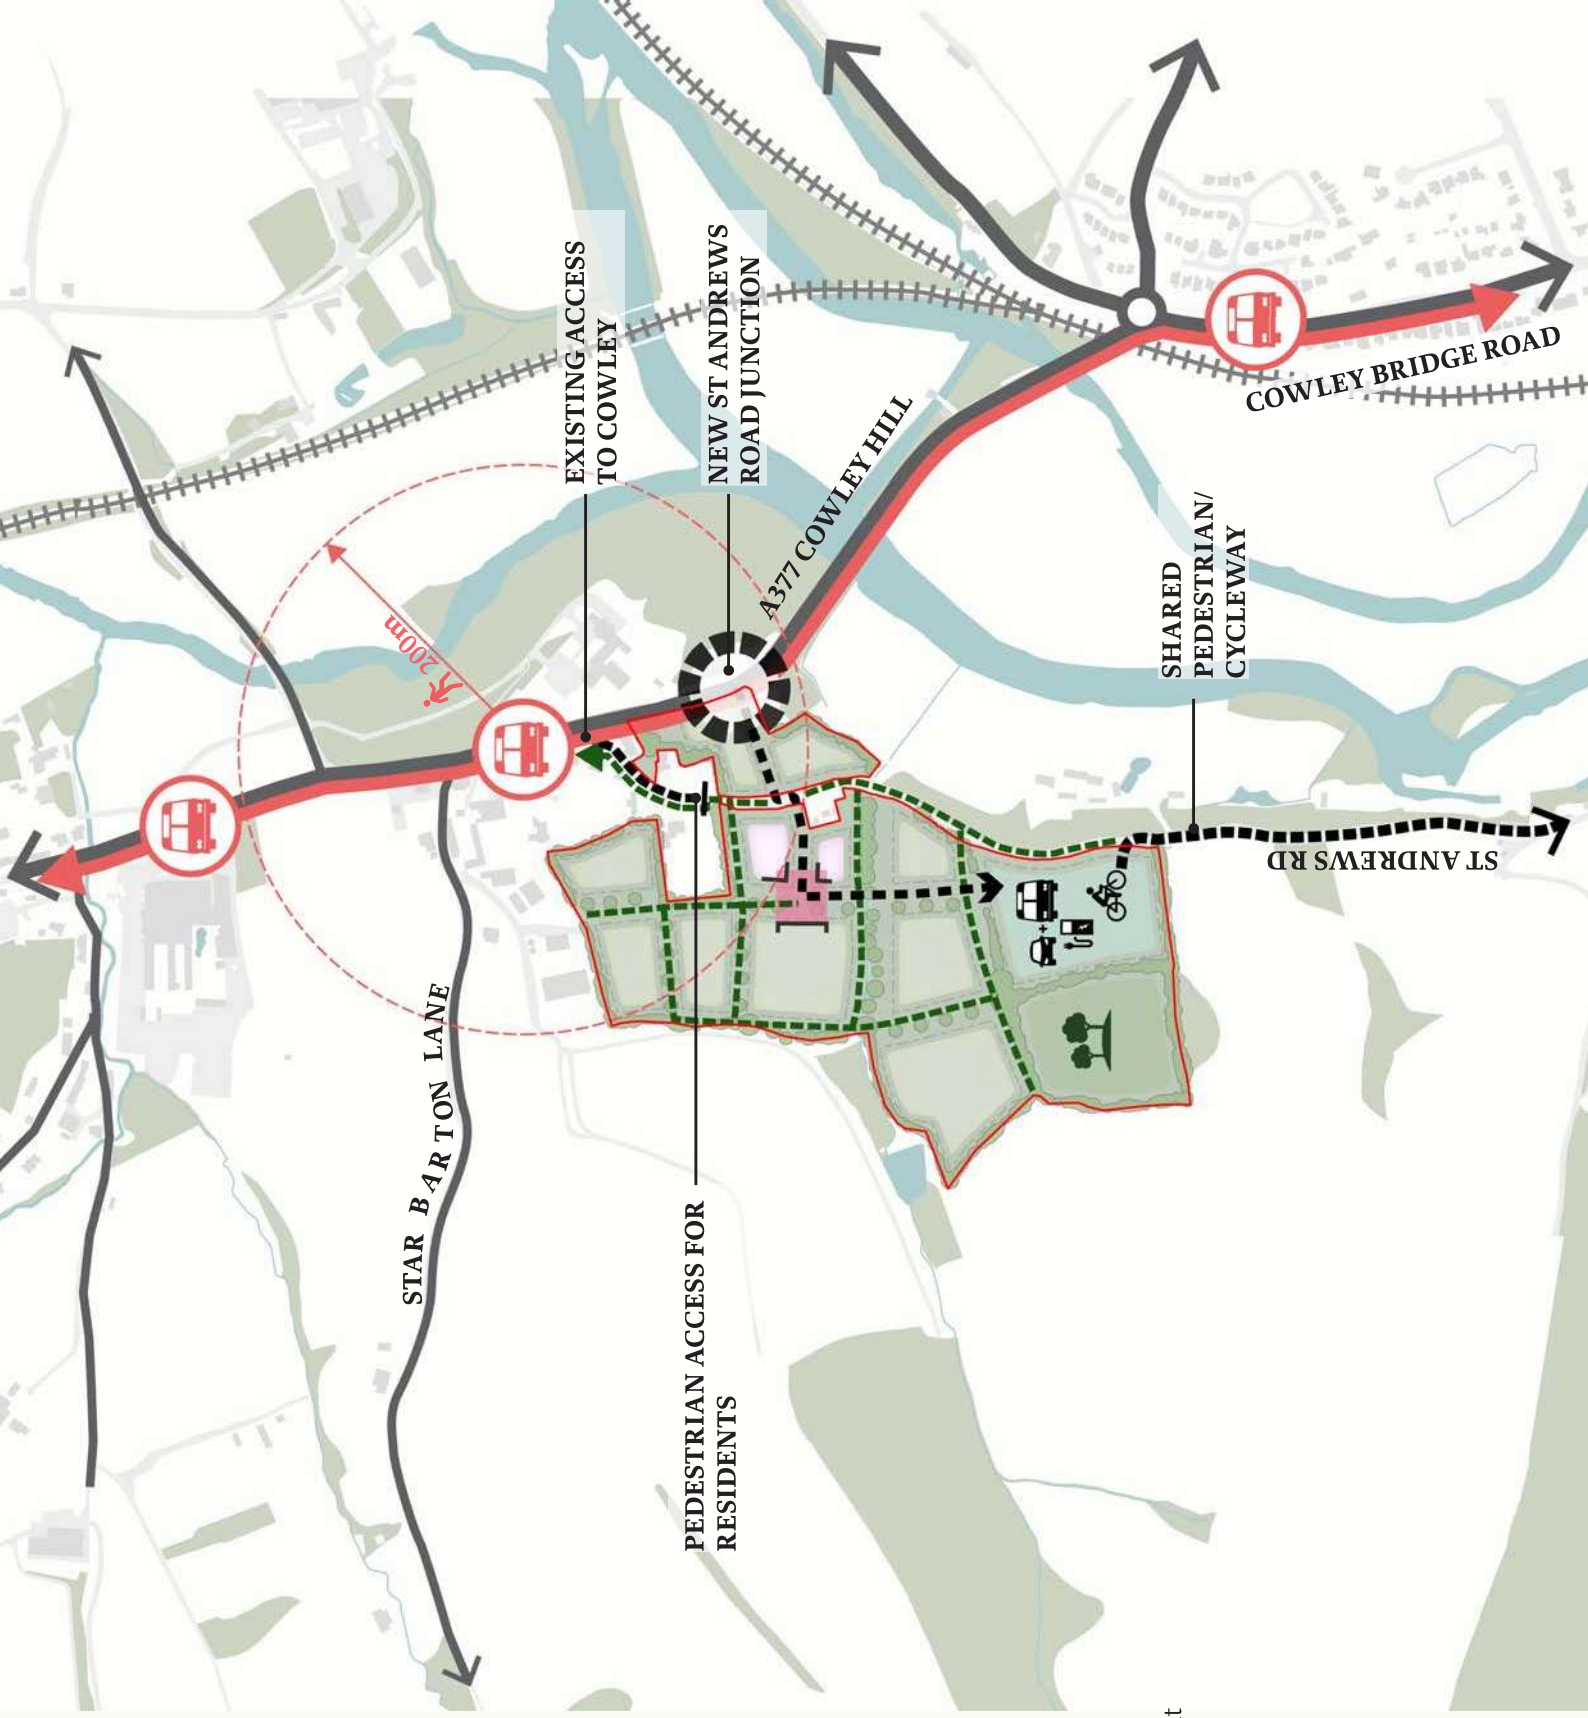 EXISTING ACCESS
TO COWLEY
NEW ST ANDREWS
ROAD JUNCTION
A377 COWLEY HILL
COWLEY BRIDGE ROAD
SHARED
PEDESTRIAN/
CYCLEWAY
200m
ST ANDREWS RD
+
STAR BARTON LANE
PEDESTRIAN ACCESS FOR
RESIDENTS
t